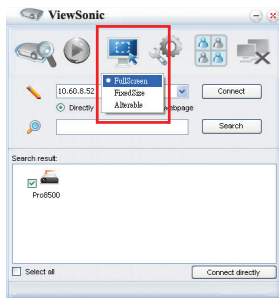 ViewSonic
FullScreen
FixedSize
Alterable
10.60.8.52
Connect
Directly
webpage
Search
Search result:
Pro8500
Select all
Connect directly